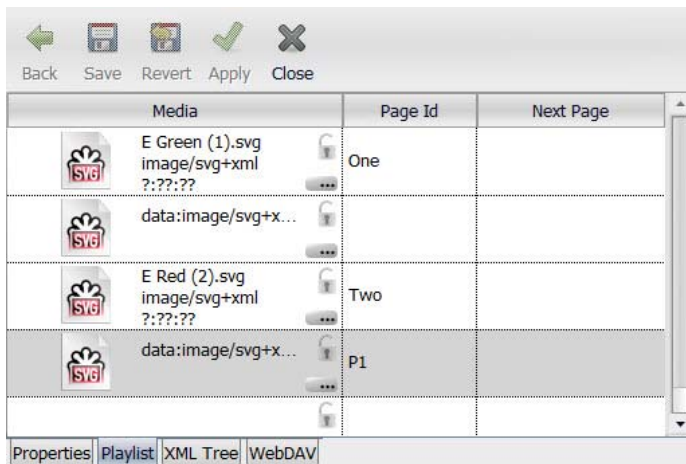 Back Save Revert Apply Close
Media Page Id Next Page
E Green (1).svg
image/svg+xml
?:??:??
SVG
One
data:image/svg+x...
SVG
E Red (2).svg
image/svg+xml
?:??:??
SVG
Two
data:image/svg+x...
SVG
P1
Properties Playlist XML Tree WebDAV